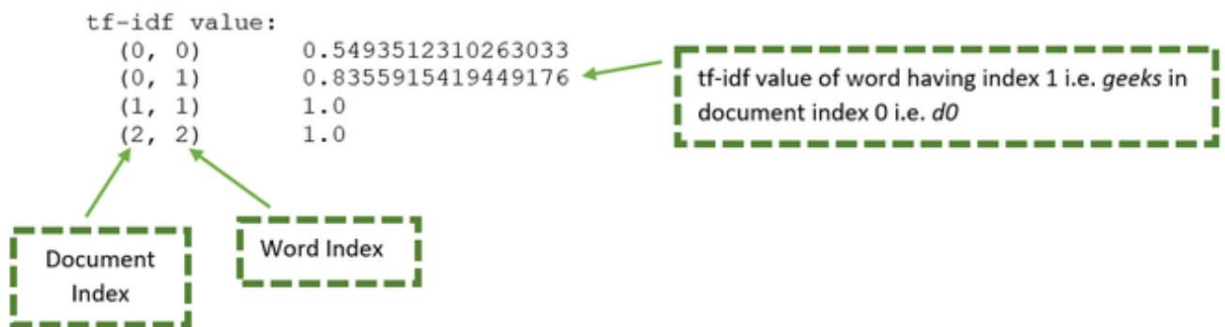 tf-idf value:
(0, 0) 0.5493512310263033
(0, 1) 0.8355915419449176
(1, 1) 1.0
(2, 2) 1.0
tf-idf value of word having index 1 i.e. geeks in
document index 0 i.e. d0
Document
Index
Word Index